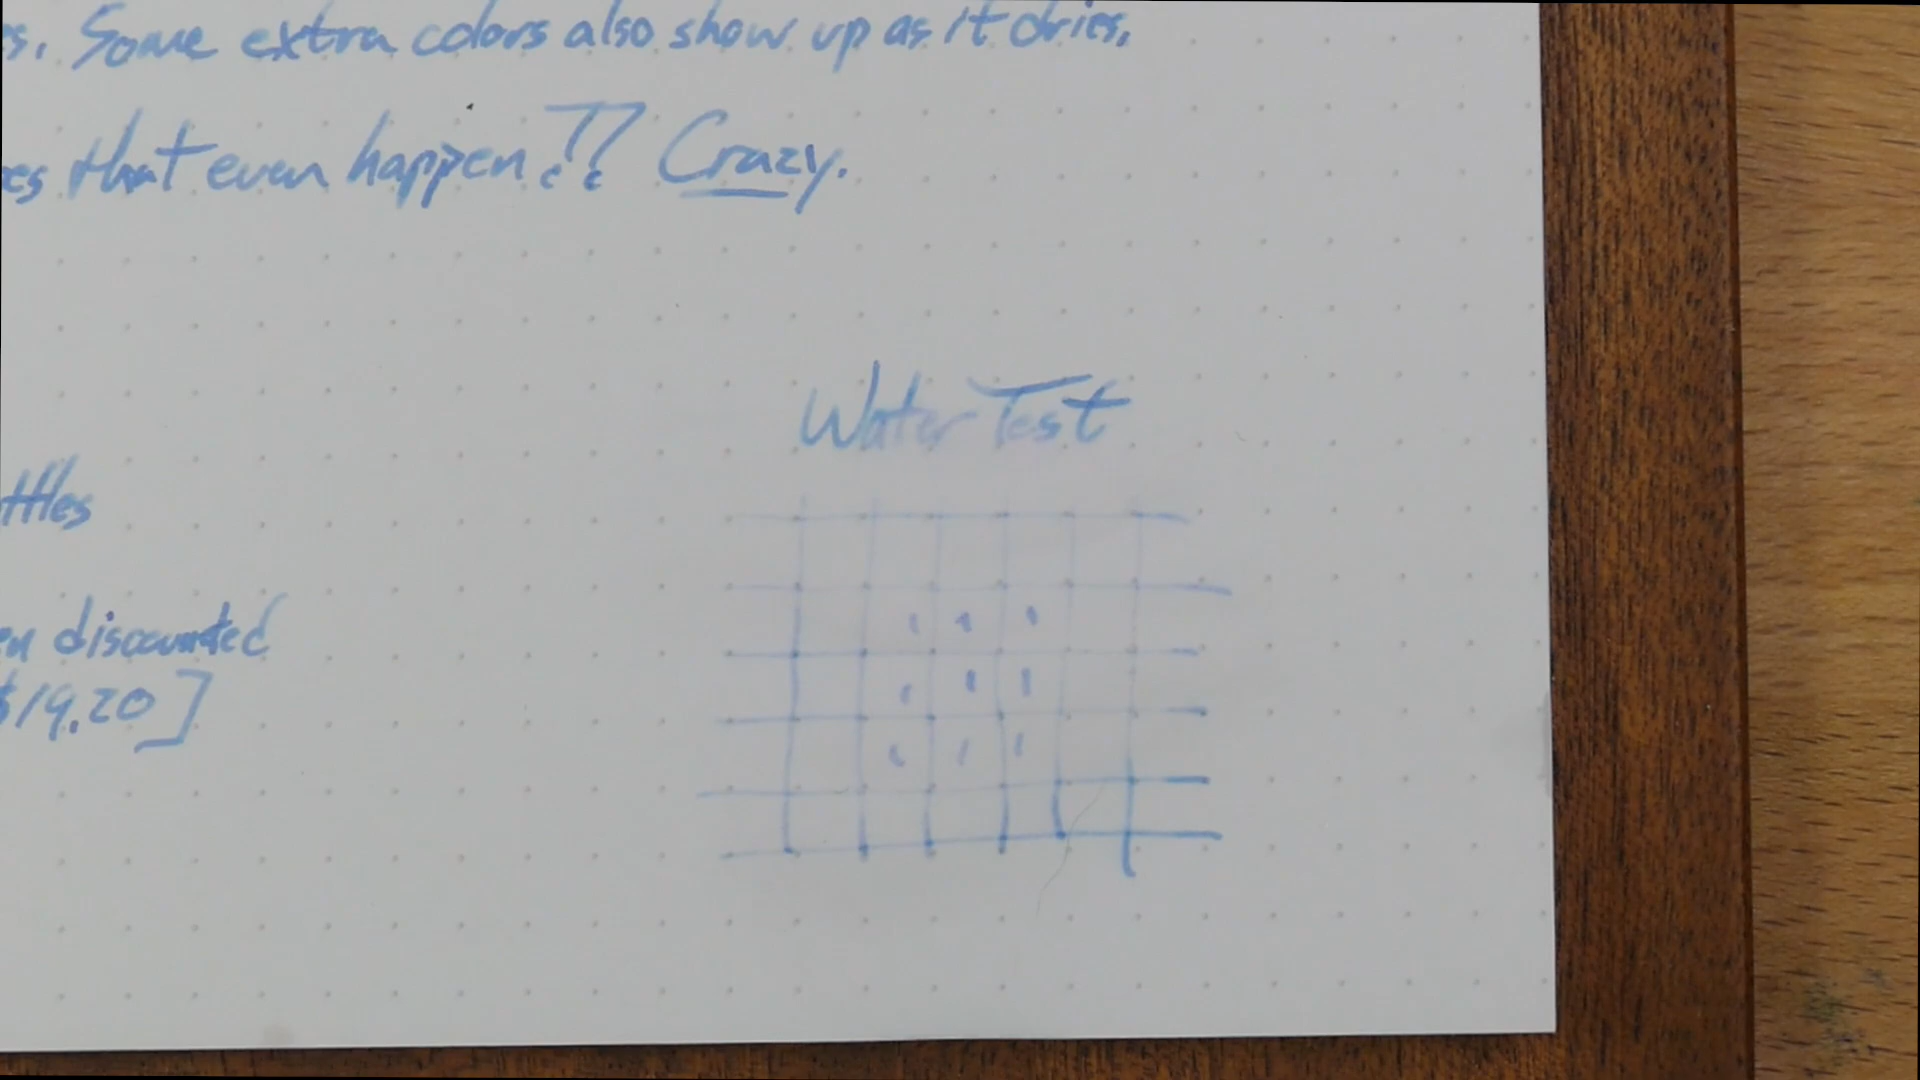 s. Some extra colors also show up as it dries,
es that even happen?? Crazy.
Water Test
ttles
en discounted
$19.20]